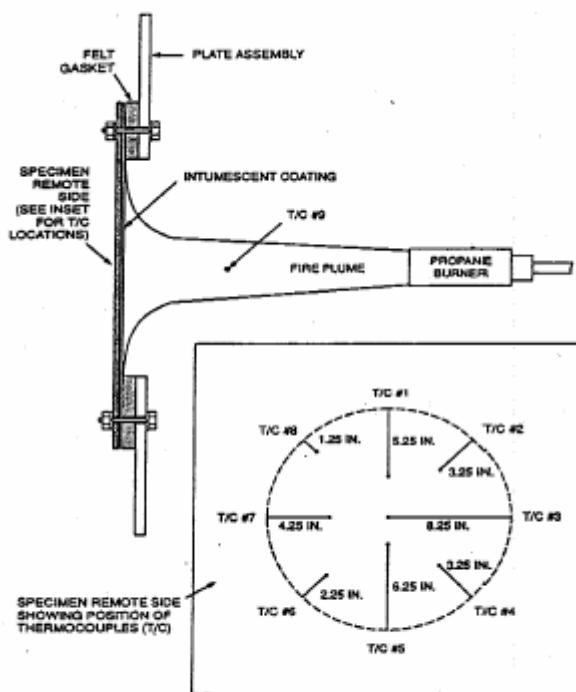 FELT
GASKET
PLATE ASSEMBLY
SPECIMEN
REMOTE
SIDE
(SEE INSET
FOR T/C
LOCATIONS)
INTUMESCENT COATING
T/C #9
FIRE PLUME
PROPANE
BURNER
T/C #1
T/C #8
1.25 IN.
5.25 IN.
T/C #2
3.25 IN.
T/C #7
4.25 IN.
8.25 IN.
T/C #3
2.25 IN.
6.25 IN.
3.25 IN.
T/C #6
T/C #4
T/C #5
SPECIMEN REMOTE SIDE
SHOWING POSITION OF
THERMOCOUPLES (T/C)